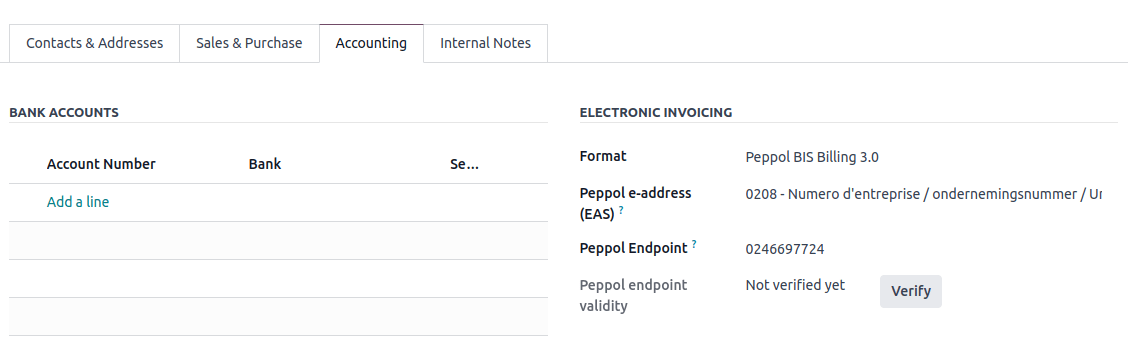 Contacts & Addresses Sales & Purchase Accounting Internal Notes
BANK ACCOUNTS
Account Number Bank Se...
Add a line
ELECTRONIC INVOICING
Format Peppol BIS Billing 3.0
Peppol e-address 0208 - Numero d'entreprise / ondernemingsnummer /
(EAS) ?
Peppol Endpoint ? 0246697724
Peppol endpoint Not verified yet Verify
validity